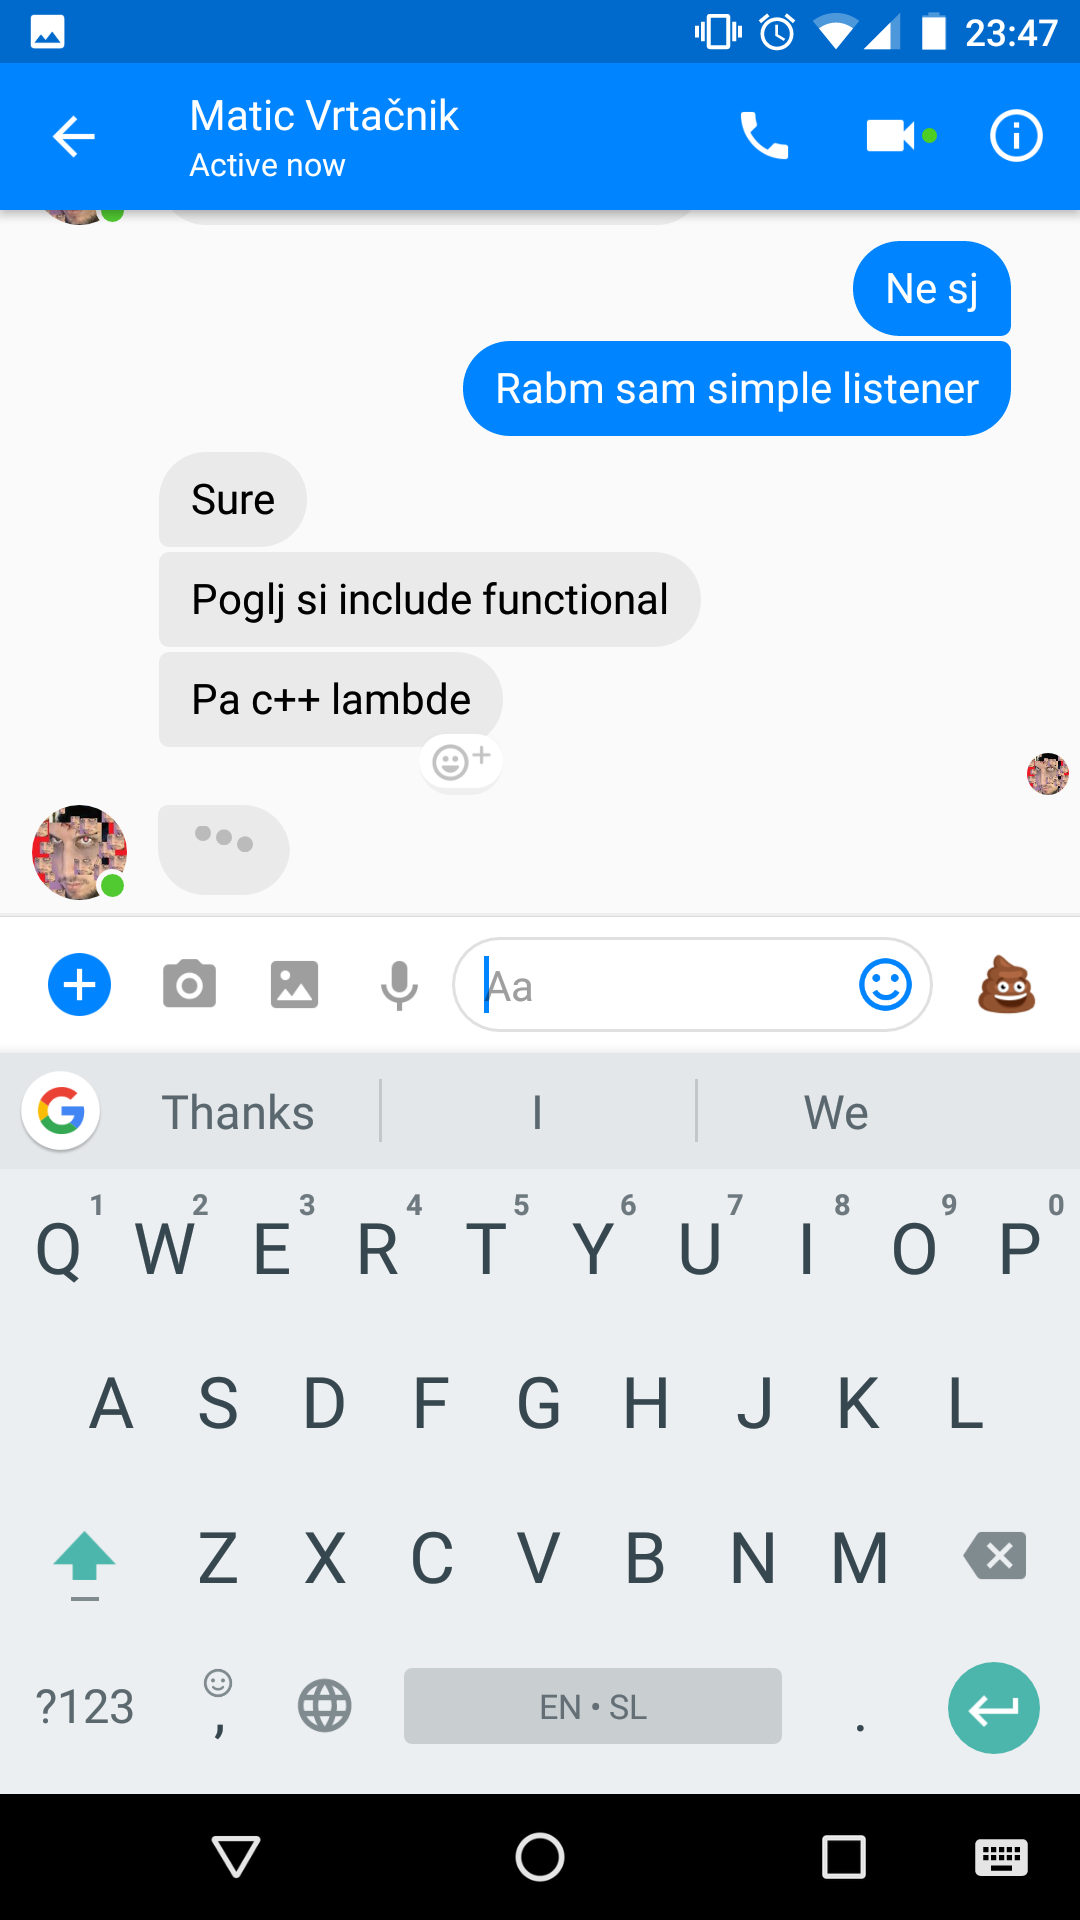 23:47
Matic Vrtačnik
Active now
Ne sj
Rabm sam simple listener
Sure
Poglj si include functional
Pa c++ lambde
Aa
Thanks
I
We
1 2 3 4 5 6 7 8 9 0
Q W E R T Y U I O P
A S D F G H J K L
Z X C V B N M
?123 , EN • SL .